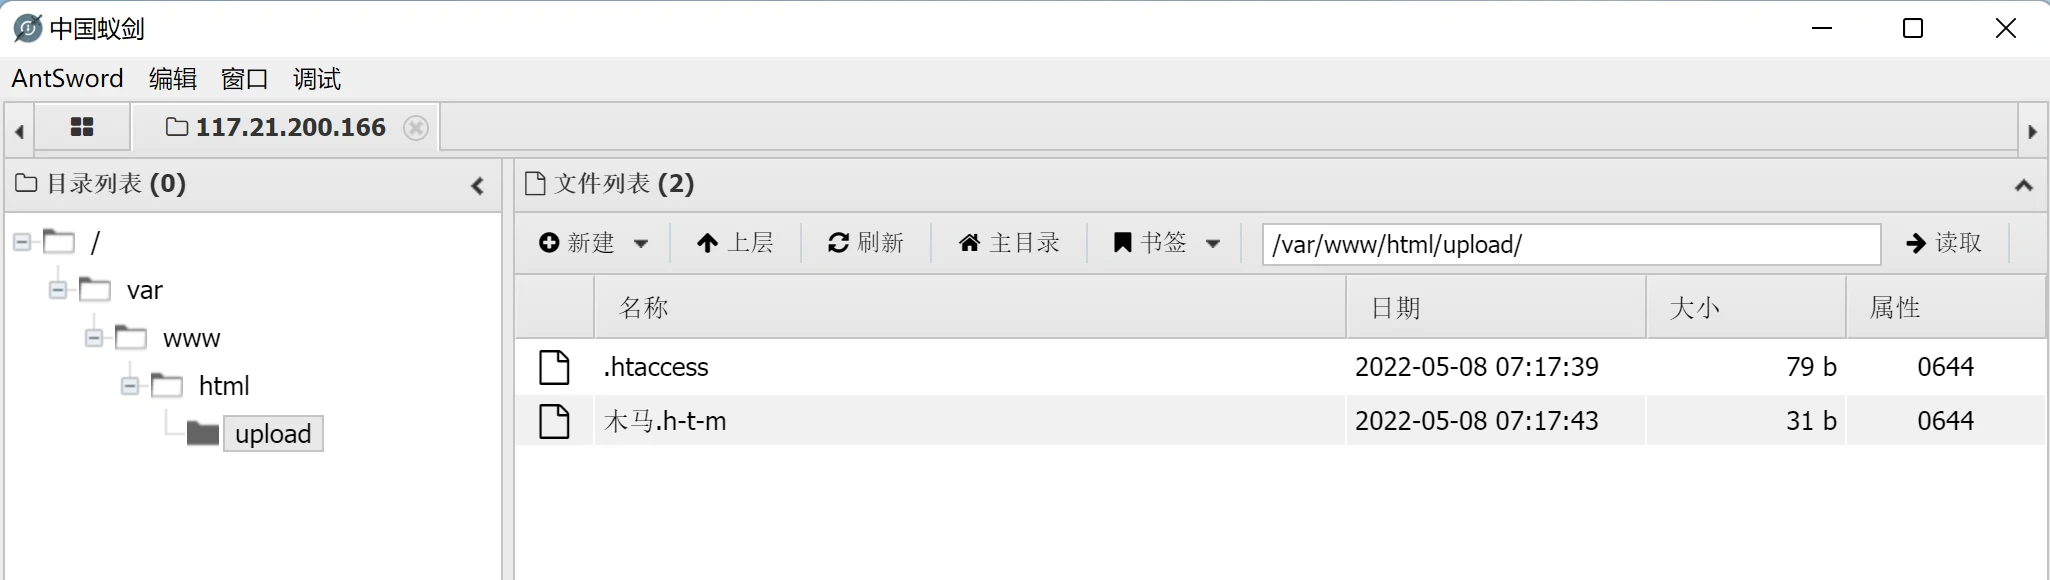 中国蚁剑
AntSword 编辑 窗口 调试
117.21.200.166
目录列表 (0)
/
var
www
html
upload
文件列表 (2)
新建 上层 刷新 主目录 书签 /var/www/html/upload/ 读取
名称 日期 大小 属性
.htaccess 2022-05-08 07:17:39 79 b 0644
木马.h-t-m 2022-05-08 07:17:43 31 b 0644